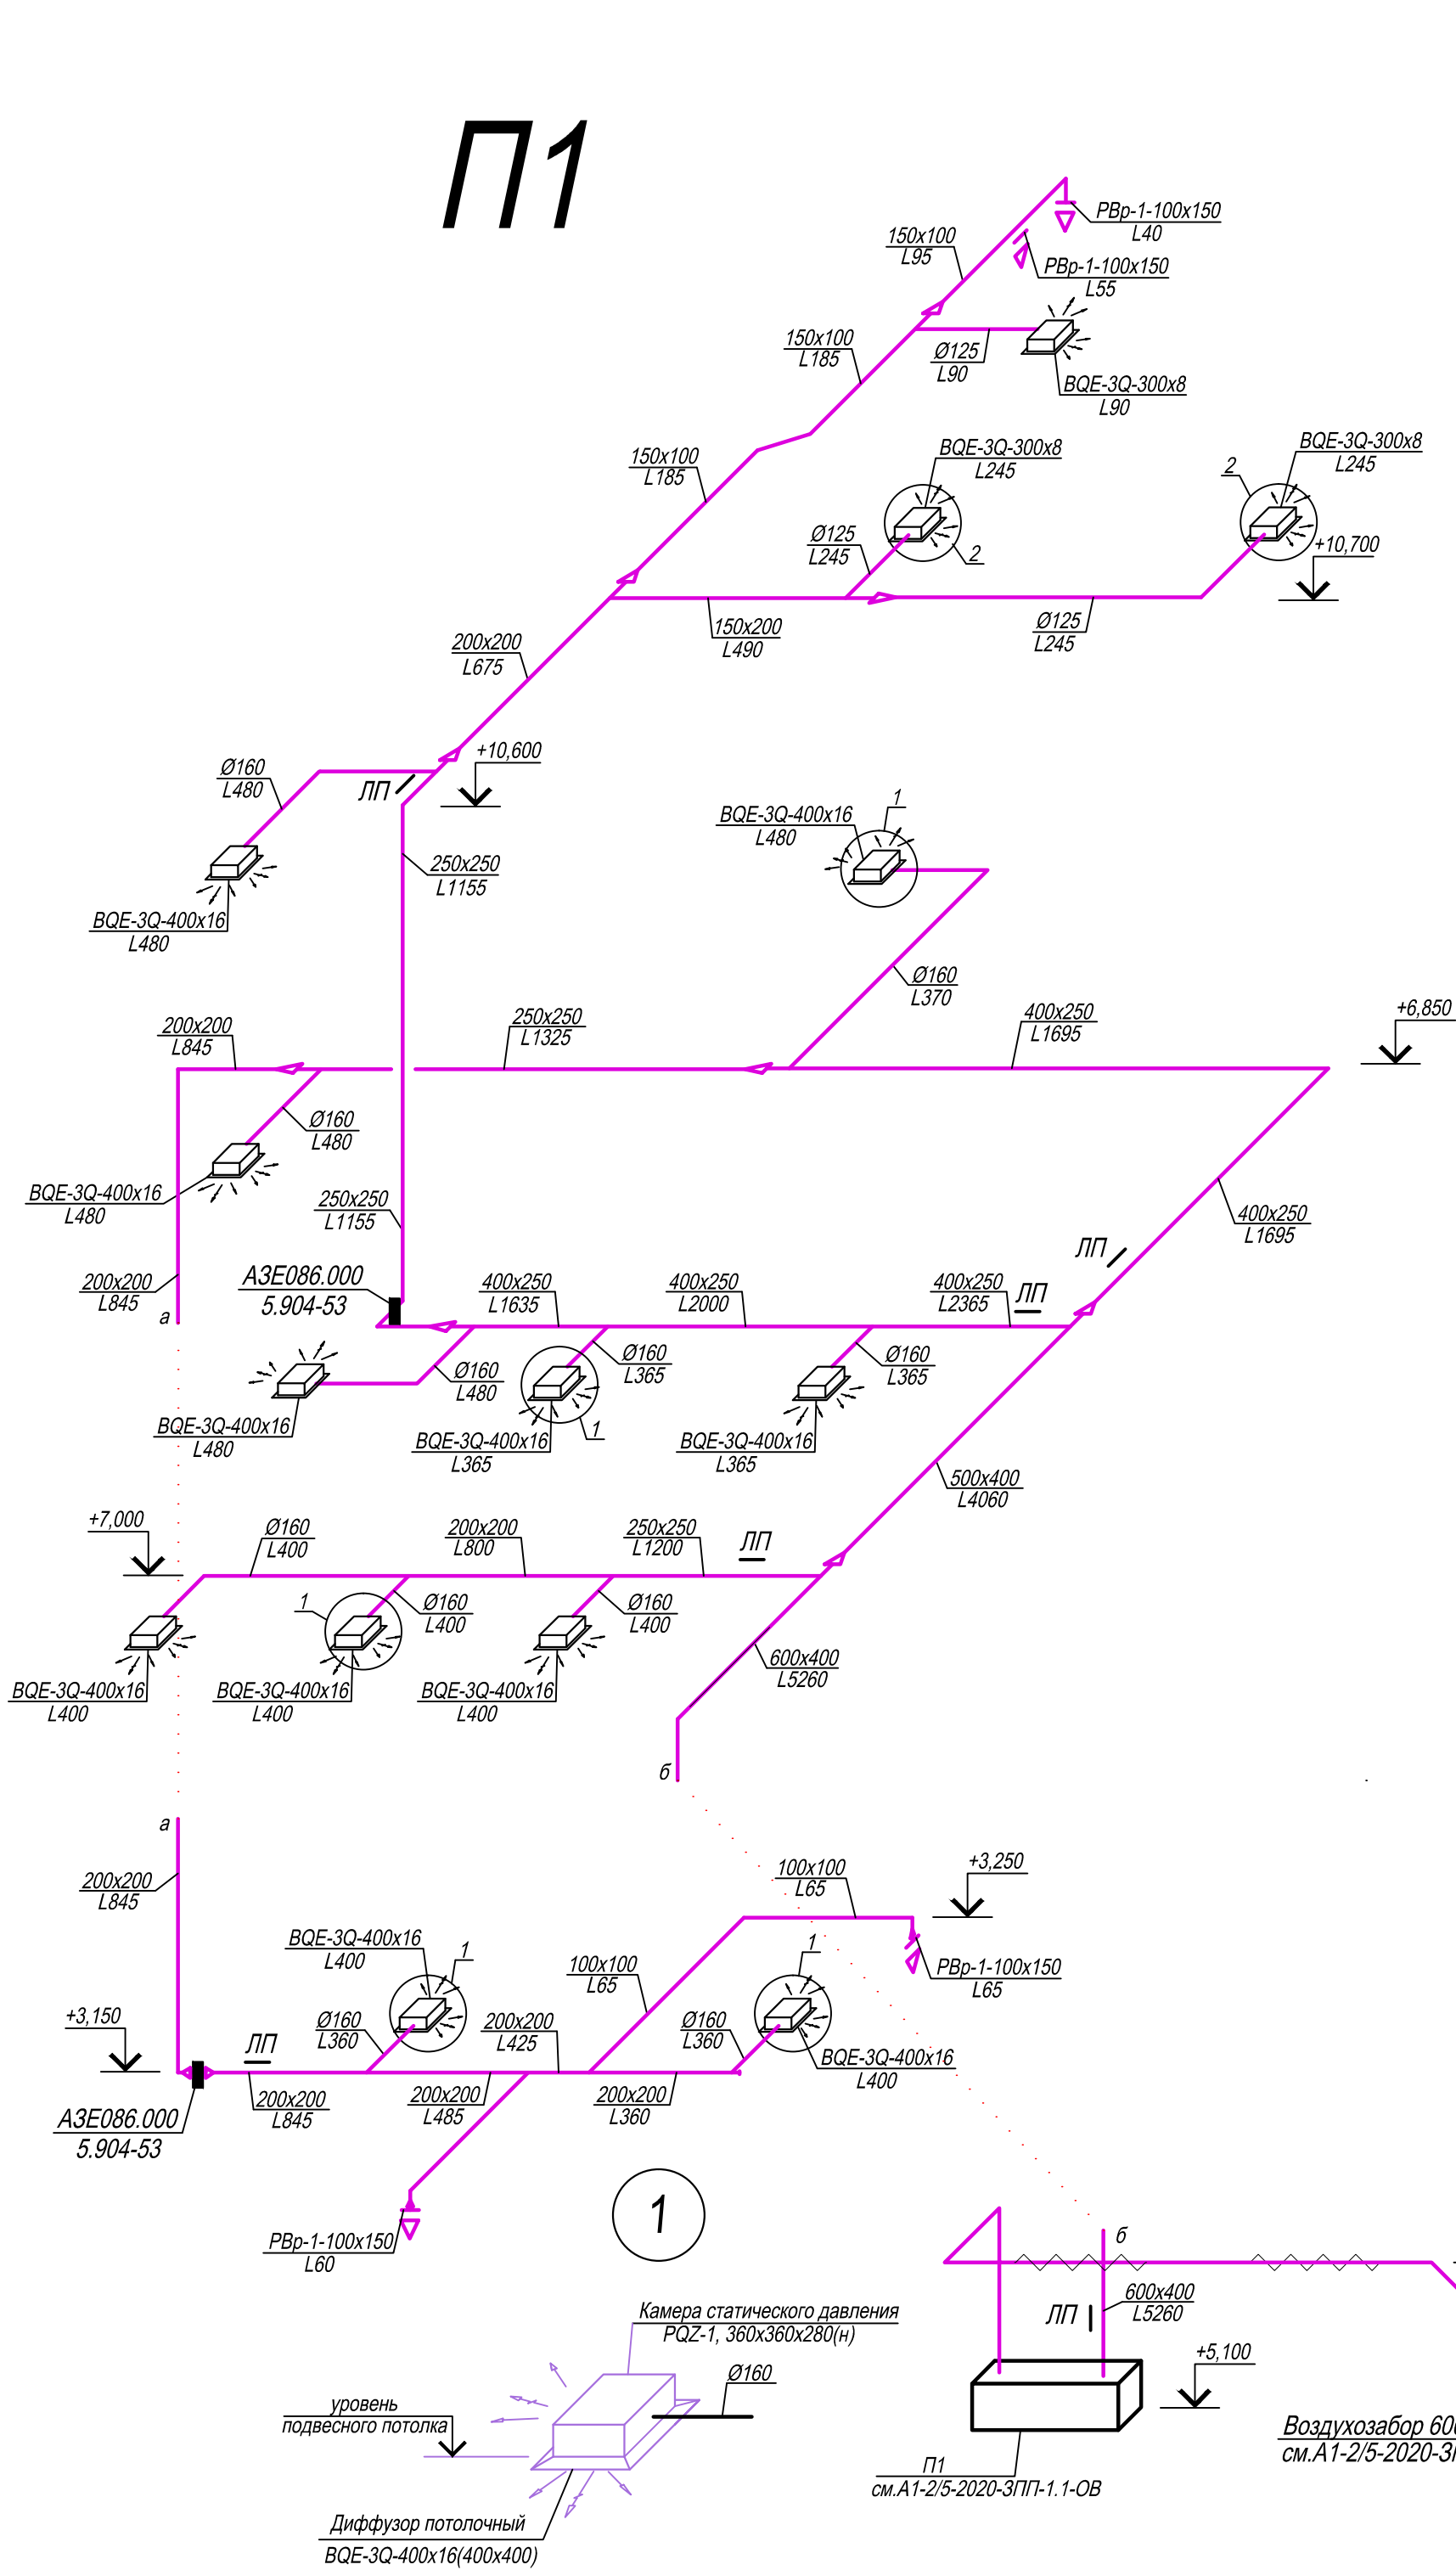 П1
РВр-1-100х150
L40
150х100
L95
РВр-1-100х150
L55
150х100
L185
Ø125
L90
BQE-3Q-300х8
L90
150х100
L185
BQE-3Q-300х8
L245
BQE-3Q-300х8
L245
2
Ø125
L245
2
+10,700
150х200
L490
Ø125
L245
200х200
L675
+10,600
Ø160
L480
ЛП
BQE-3Q-400х16
L480
1
250х250
L1155
BQE-3Q-400х16
L480
Ø160
L370
200х200
L845
250х250
L1325
400х250
L1695
+6,850
Ø160
L480
BQE-3Q-400х16
L480
250х250
L1155
400х250
L1695
ЛП
200х200
L845
а
АЗЕ086.000
5.904-53
400х250
L1635
400х250
L2000
400х250
L2365
ЛП
Ø160
L480
Ø160
L365
Ø160
L365
BQE-3Q-400х16
L480
BQE-3Q-400х16
L365
1
BQE-3Q-400х16
L365
500х400
L4060
+7,000
Ø160
L400
200х200
L800
250х250
L1200
ЛП
1
Ø160
L400
Ø160
L400
600х400
L5260
BQE-3Q-400х16
L400
BQE-3Q-400х16
L400
BQE-3Q-400х16
L400
б
а
200х200
L845
100х100
L65
+3,250
BQE-3Q-400х16
L400
1
100х100
L65
1
РВр-1-100х150
L65
+3,150
ЛП
Ø160
L360
200х200
L425
Ø160
L360
BQE-3Q-400х16
L400
АЗЕ086.000
5.904-53
200х200
L845
200х200
L485
200х200
L360
1
РВр-1-100х150
L60
б
600х400
L5260
ЛП
+5,100
Камера статического давления
PQZ-1, 360х360х280(н)
Ø160
уровень
подвесного потолка
Воздухозабор 60
см.А1-2/5-2020-ЗП
П1
см.А1-2/5-2020-ЗПП-1.1-ОВ
Диффузор потолочный
BQE-3Q-400х16(400х400)